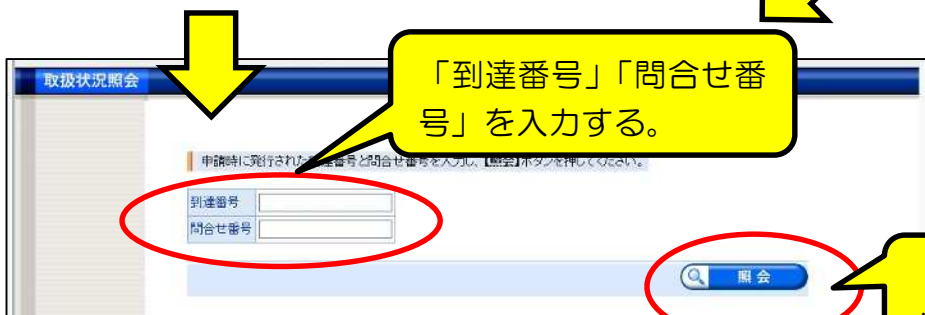 取扱状況照会
「到達番号」「問合せ番
号」を入力する。
申請時に発行された到達番号と問合せ番号を入力し、【照会】ボタンを押してください。
到達番号
問合せ番号
照会